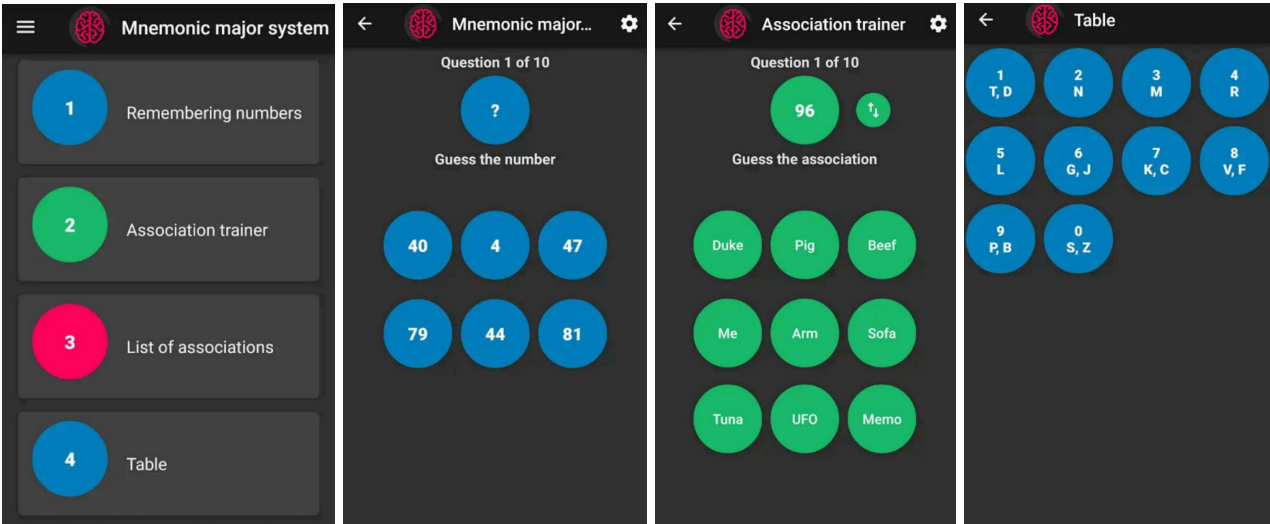 Mnemonic major system
1
Remembering numbers
2
Association trainer
3
List of associations
4
Table
Mnemonic major...
Question 1 of 10
?
Guess the number
40 4 47
79 44 81
Association trainer
Question 1 of 10
96
Guess the association
Duke Pig Beef
Me Arm Sofa
Tuna UFO Memo
Table
1 2 3 4
T, D N M R
5 6 7 8
L G, J K, C V, F
9 0
P, B S, Z